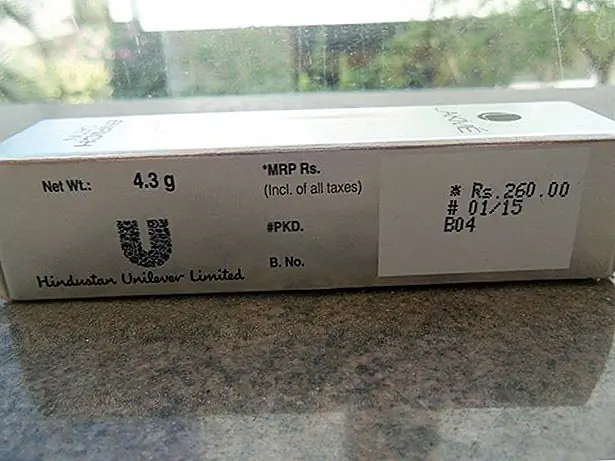 LAKMÉ
Net Wt.: 4.3 g
*MRP Rs.
(Incl. of all taxes)
#PKD.
B. No.
* Rs.260.00
# 01/15
B04
U
Hindustan Unilever Limited